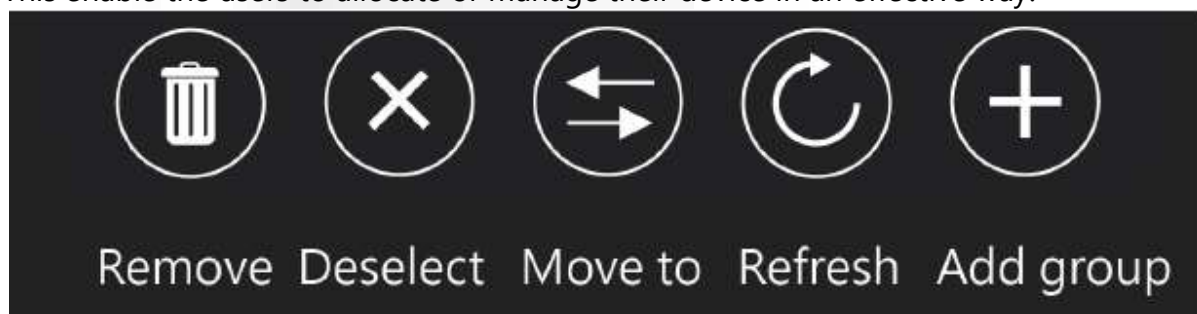 This enable the users to allocate or manage their device in an effective way.
Remove Deselect Move to Refresh Add group